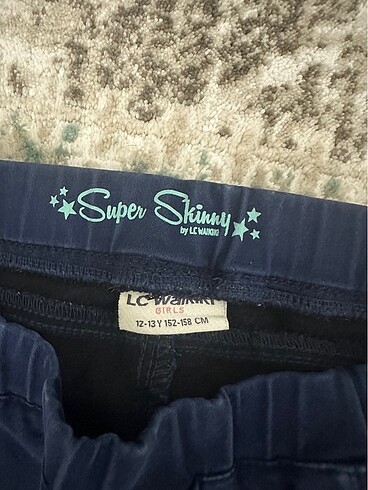 Super Skinny
by LC WAIKIKI
LC Waikiki
GIRLS
12-13 Y 152-158 CM